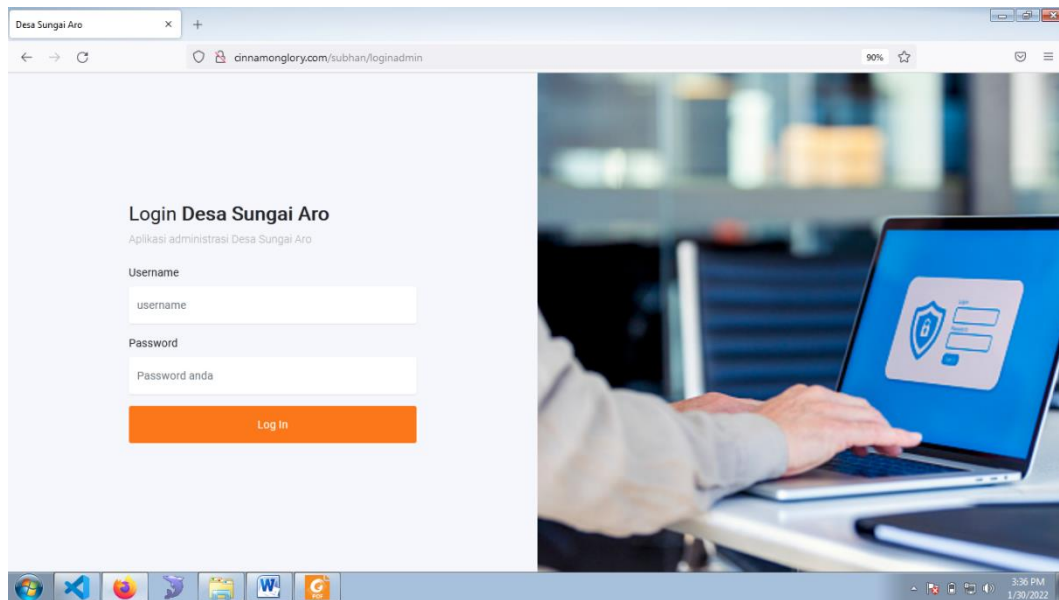 Desa Sungai Aro
cinnamonglory.com/subhan/loginadmin
90%
Login Desa Sungai Aro
Aplikasi administrasi Desa Sungai Aro
Username
username
Password
Password anda
Log In
3:36 PM
1/30/2022